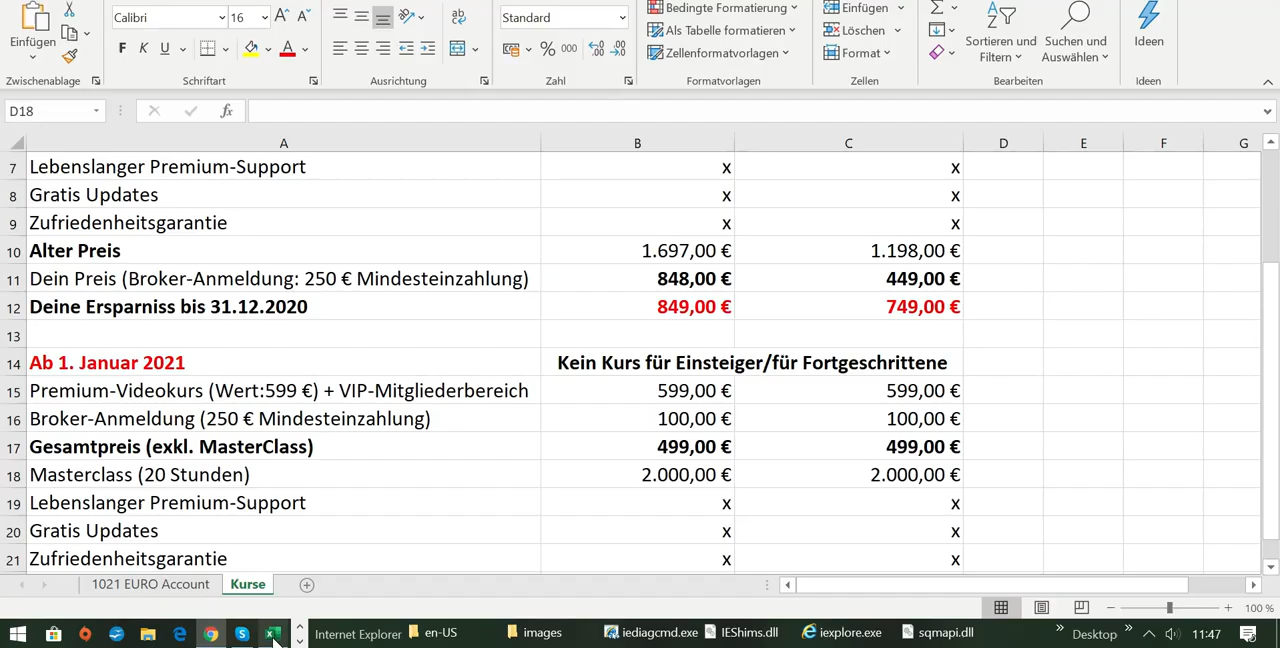 Calibri 16 Standard Bedingte Formatierung Einfügen
Einfügen F K U A 000 Als Tabelle formatieren Löschen Sortieren und Filtern Suchen und Auswählen Ideen
Zellenformatvorlagen Format
Zwischenablage Schriftart Ausrichtung Zahl Formatvorlagen Zellen Bearbeiten Ideen
D18 fx
A B C D E F G
7 Lebenslanger Premium-Support x x
8 Gratis Updates x x
9 Zufriedenheitsgarantie x x
10 Alter Preis 1.697,00 € 1.198,00 €
11 Dein Preis (Broker-Anmeldung: 250 € Mindesteinzahlung) 848,00 € 449,00 €
12 Deine Ersparniss bis 31.12.2020 849,00 € 749,00 €
13
14 Ab 1. Januar 2021 Kein Kurs für Einsteiger/für Fortgeschrittene
15 Premium-Videokurs (Wert:599 €) + VIP-Mitgliederbereich 599,00 € 599,00 €
16 Broker-Anmeldung (250 € Mindesteinzahlung) 100,00 € 100,00 €
17 Gesamtpreis (exkl. MasterClass) 499,00 € 499,00 €
18 Masterclass (20 Stunden) 2.000,00 € 2.000,00 €
19 Lebenslanger Premium-Support x x
20 Gratis Updates x x
21 Zufriedenheitsgarantie x x
1021 EURO Account Kurse
100 %
Internet Explorer en-US images iediagcmd.exe IEShims.dll iexplore.exe sqmapi.dll Desktop 11:47